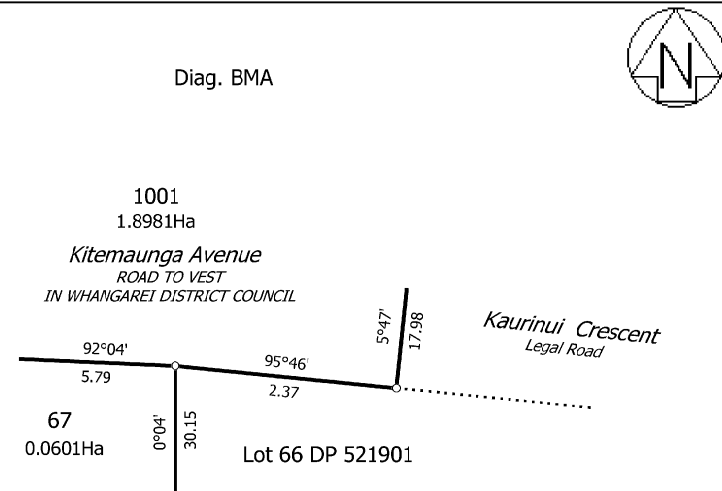 N
Diag. BMA
1001
1.8981Ha
Kitemaunga Avenue
ROAD TO VEST
IN WHANGAREI DISTRICT COUNCIL
5°47'
17.98
Kaurinui Crescent
Legal Road
92°04'
5.79
95°46'
2.37
67
0.0601Ha
0°04'
30.15
Lot 66 DP 521901